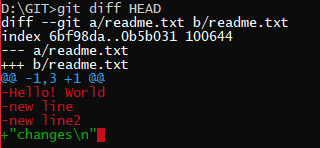 D:\GIT>git diff HEAD
diff --git a/readme.txt b/readme.txt
index 6bf98da..0b5b031 100644
--- a/readme.txt
+++ b/readme.txt
@@ -1,3 +1 @@
-Hello! World
-new line
-new line2
+"changes\n"